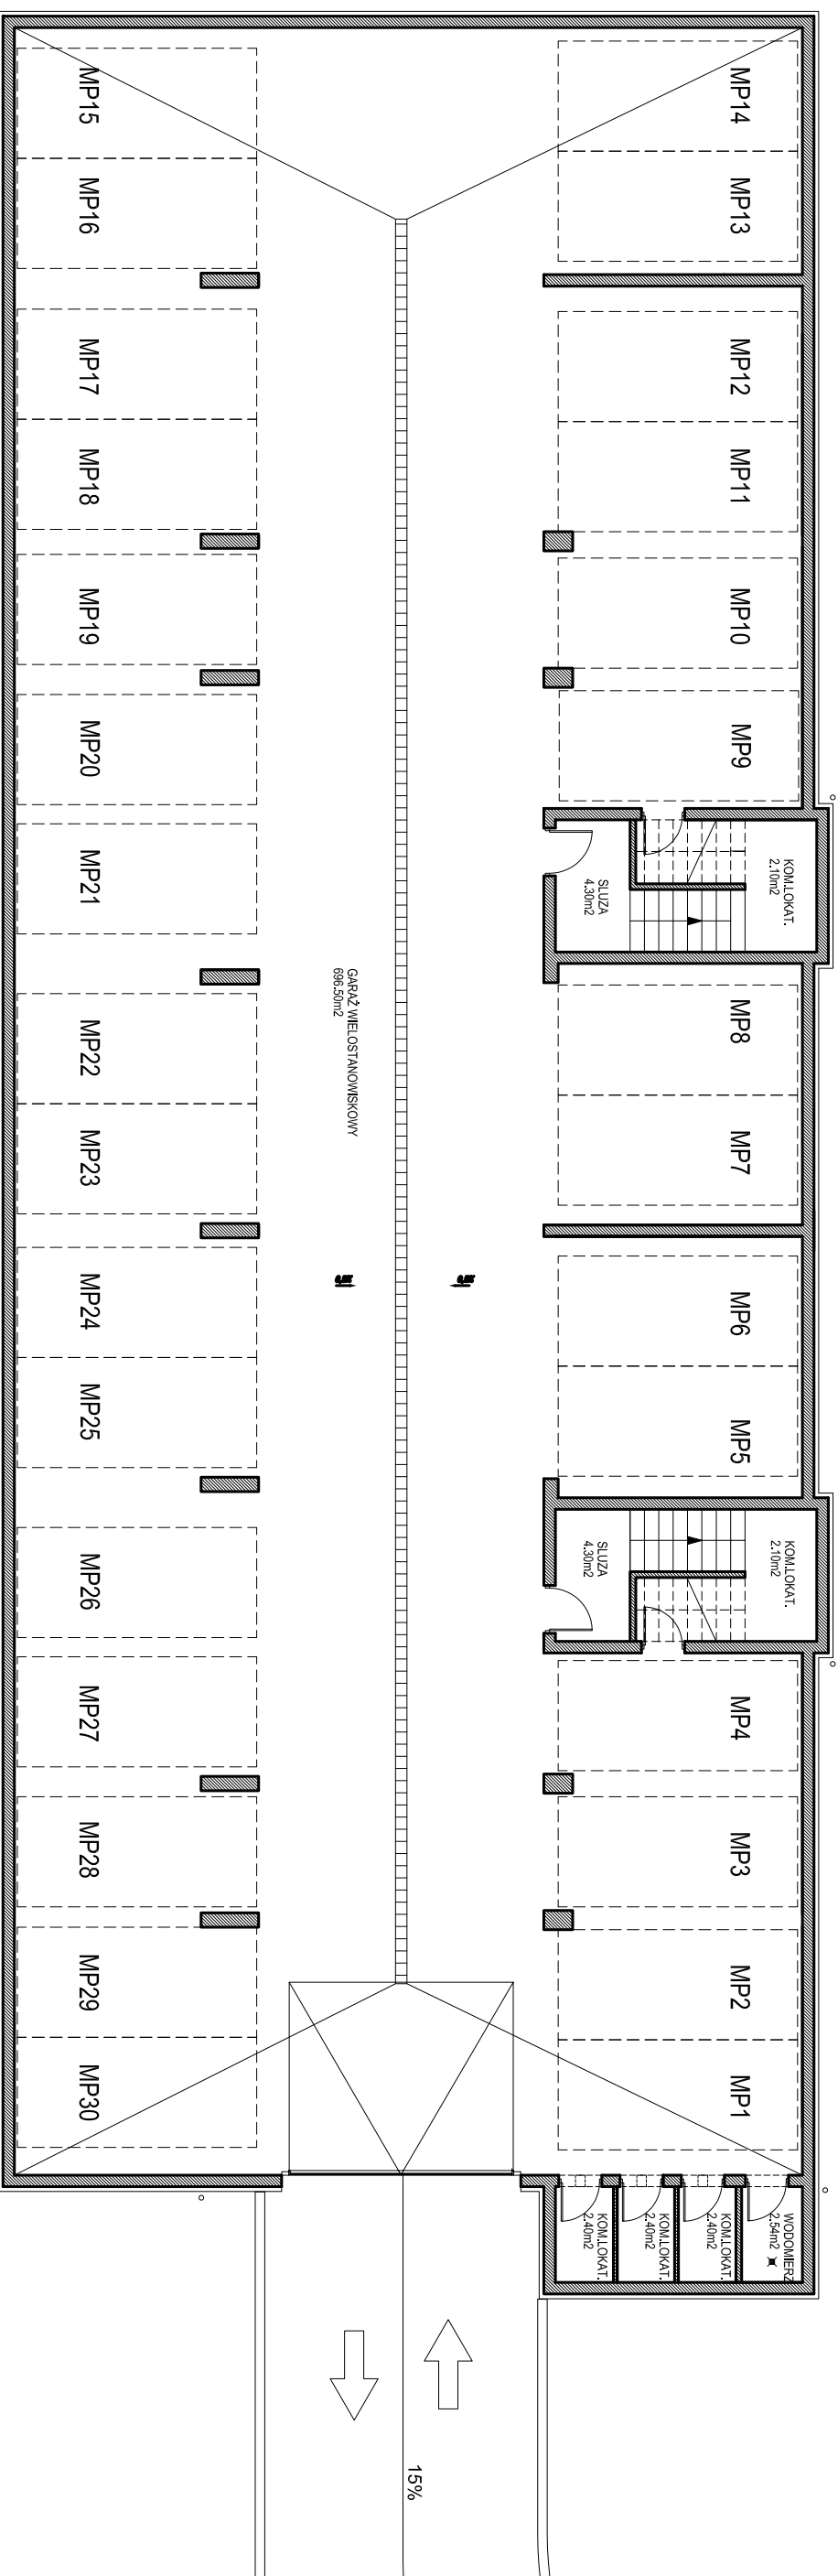 MP15
MP16
MP17
MP18
MP19
MP20
MP21
MP22
MP23
MP24
MP25
MP26
MP27
MP28
MP29
MP30
GARAŻ WIELOSTANOWISKOWY
696.50m2
MP14
MP13
MP12
MP11
MP10
MP9
KOM.LOKAT.
2.10m2
SLUZA
4.30m2
MP8
MP7
MP6
MP5
KOM.LOKAT.
2.10m2
SLUZA
4.30m2
MP4
MP3
MP2
MP1
WODOMIERZ
2.54m2
KOM.LOKAT.
2.40m2
KOM.LOKAT.
2.40m2
KOM.LOKAT.
2.40m2
15%